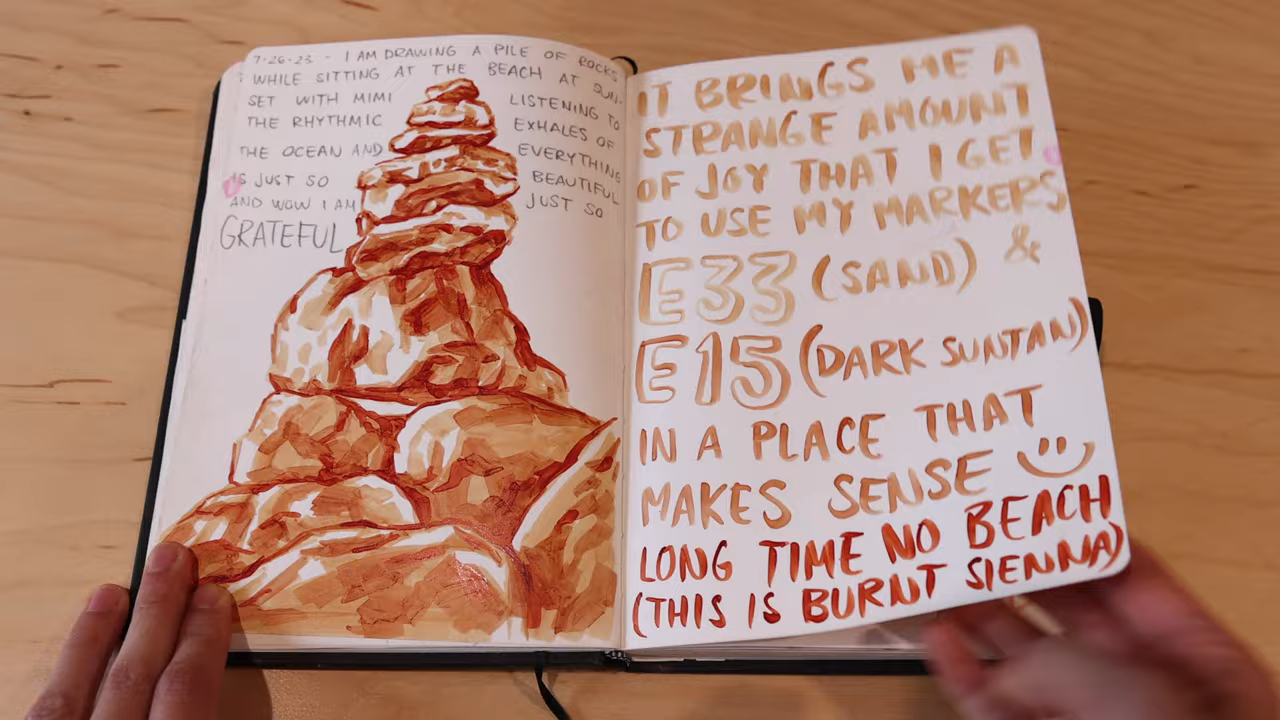 7-26-23 - I AM DRAWING A PILE OF ROCKS
WHILE SITTING AT THE BEACH AT SUN-
SET WITH MIMI LISTENING TO
THE RHYTHMIC EXHALES OF
THE OCEAN AND EVERYTHING
IS JUST SO BEAUTIFUL
AND WOW I AM JUST SO
GRATEFUL
IT BRINGS ME A
STRANGE AMOUNT
OF JOY THAT I GET
TO USE MY MARKERS
E33 (SAND) &
E15 (DARK SUNTAN)
IN A PLACE THAT
MAKES SENSE
LONG TIME NO BEACH
(THIS IS BURNT SIENNA)